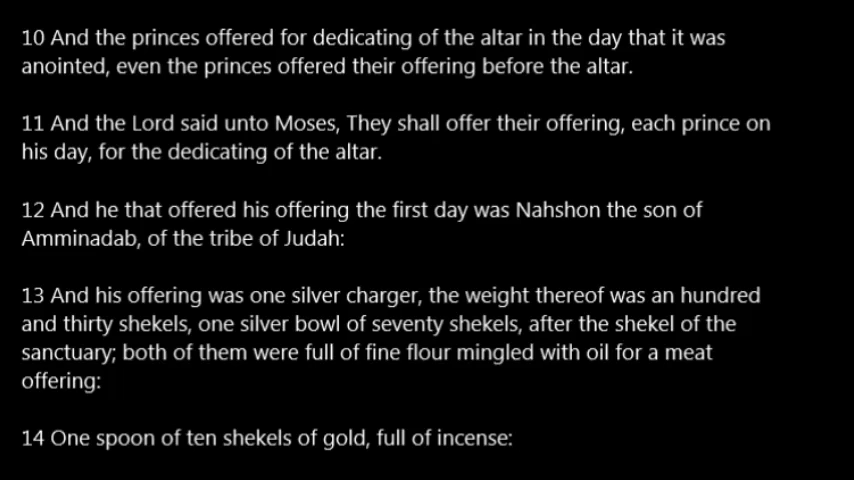 10 And the princes offered for dedicating of the altar in the day that it was
anointed, even the princes offered their offering before the altar.
11 And the Lord said unto Moses, They shall offer their offering, each prince on
his day, for the dedicating of the altar.
12 And he that offered his offering the first day was Nahshon the son of
Amminadab, of the tribe of Judah:
13 And his offering was one silver charger, the weight thereof was an hundred
and thirty shekels, one silver bowl of seventy shekels, after the shekel of the
sanctuary; both of them were full of fine flour mingled with oil for a meat
offering:
14 One spoon of ten shekels of gold, full of incense: